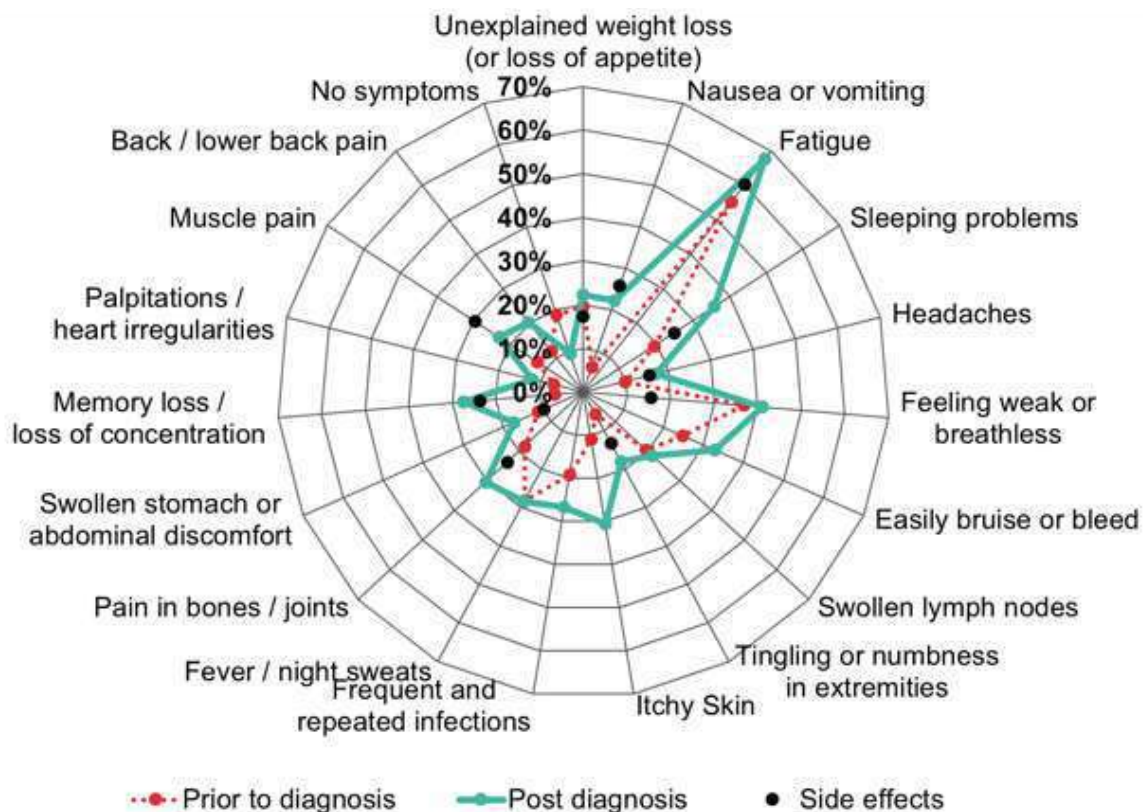 Unexplained weight loss
(or loss of appetite)
70%
60%
50%
40%
30%
20%
10%
0%
Nausea or vomiting
Fatigue
Sleeping problems
Headaches
Feeling weak or
breathless
Easily bruise or bleed
Swollen lymph nodes
Tingling or numbness
in extremities
Itchy Skin
Frequent and
repeated infections
Fever / night sweats
Pain in bones / joints
Swollen stomach or
abdominal discomfort
Memory loss /
loss of concentration
Palpitations /
heart irregularities
Muscle pain
Back / lower back pain
No symptoms
Prior to diagnosis
Post diagnosis
Side effects